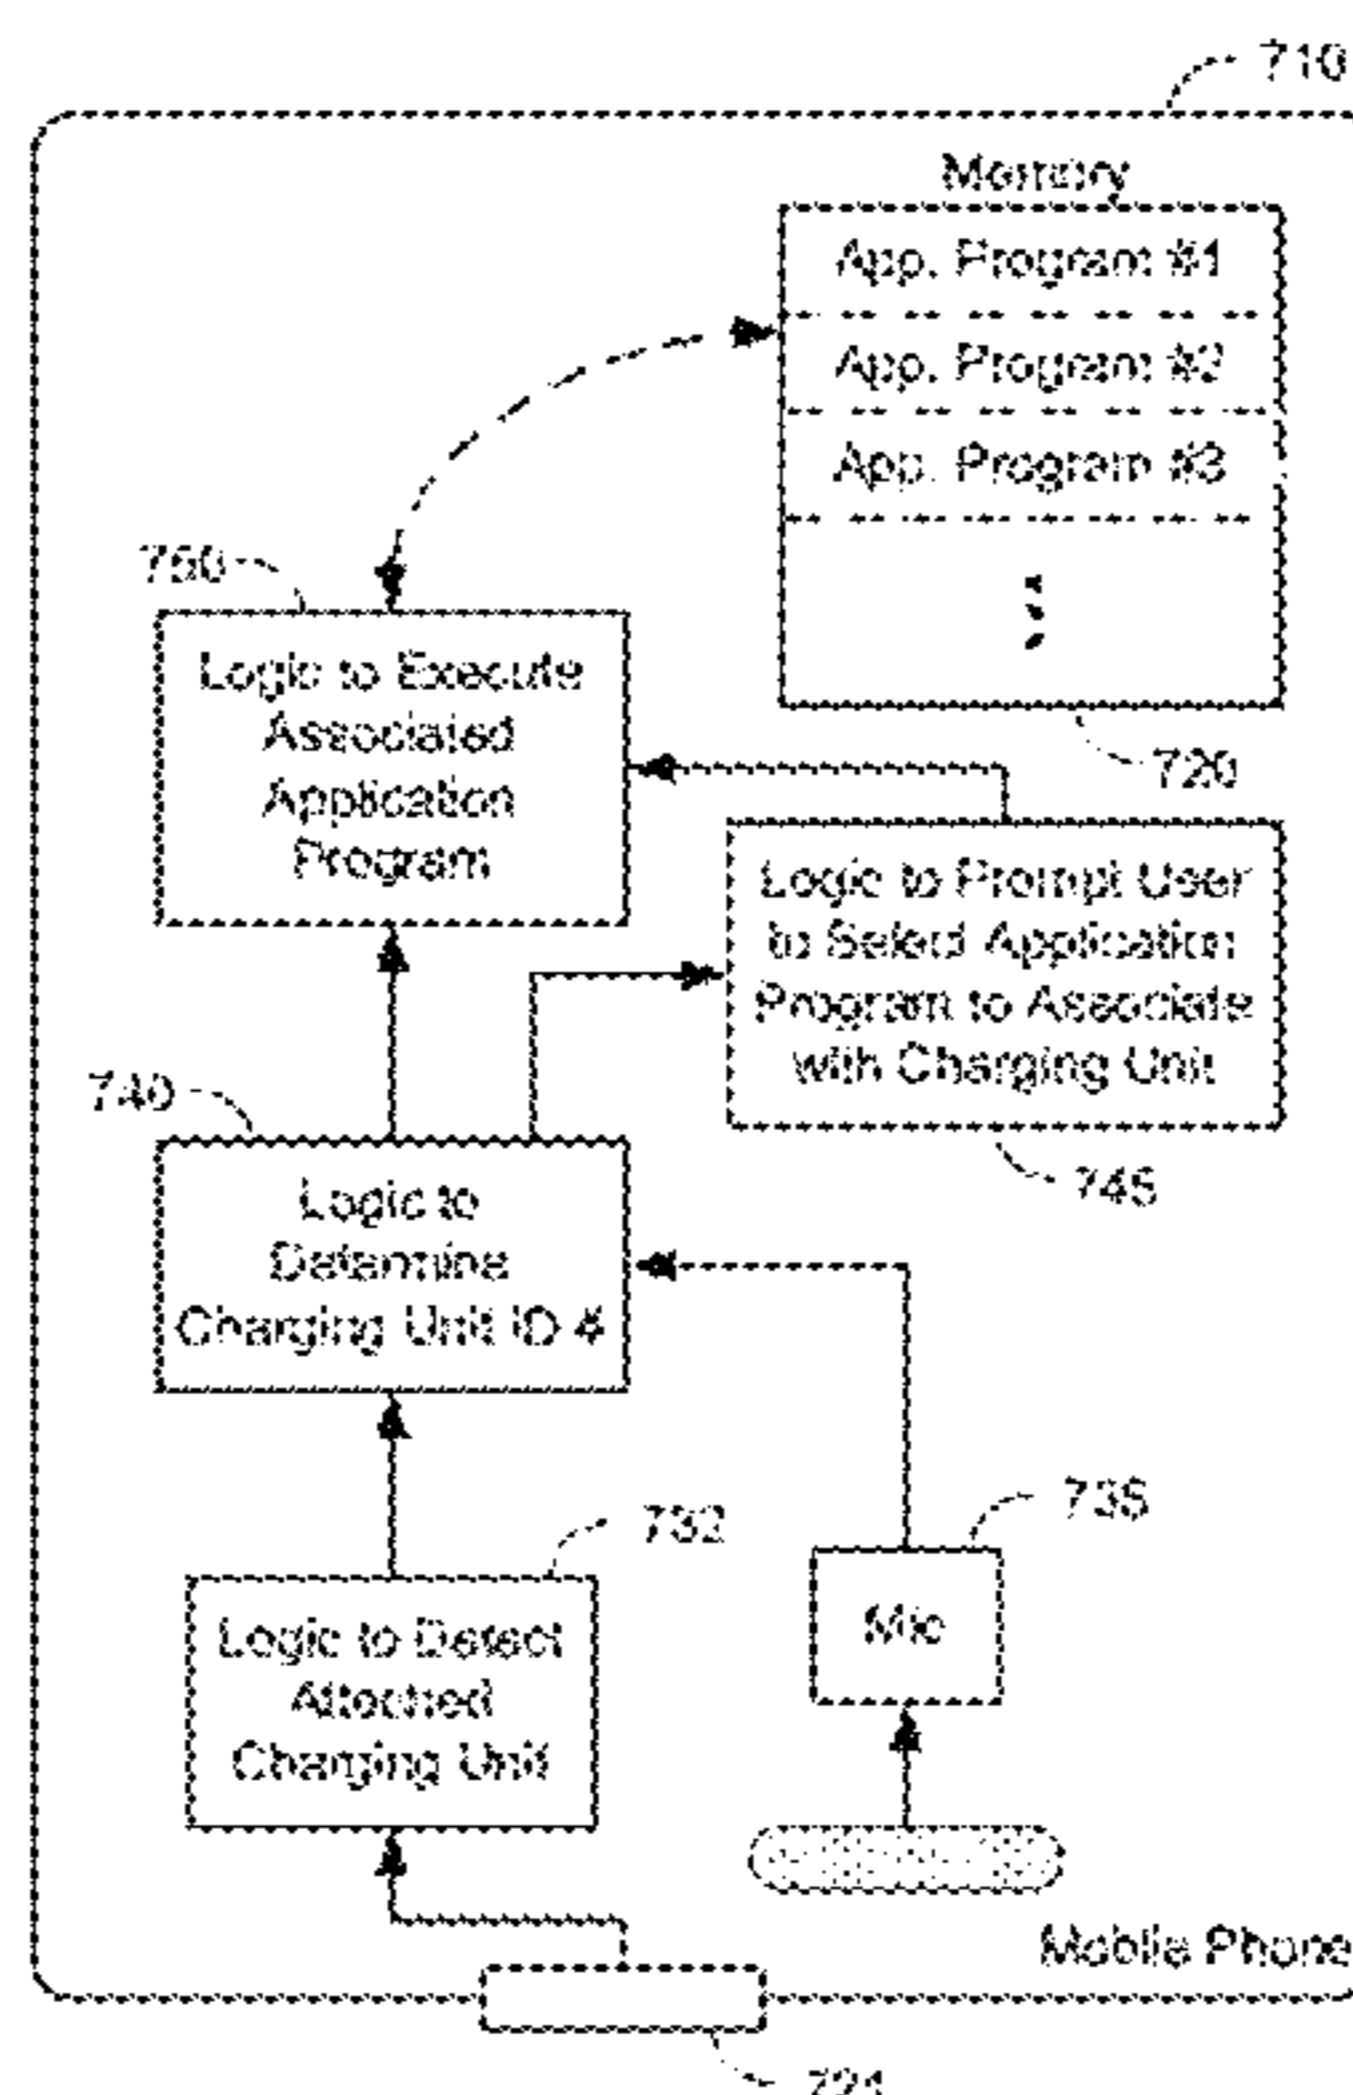 710
Memory
App. Program #1
App. Program #2
App. Program #3
750
Logic to Execute
Associated
Application
Program
720
Logic to Prompt User
to Select Application
Program to Associate
with Charging Unit
745
740
Logic to
Determine
Charging Unit ID #
732
Logic to Detect
Attached
Charging Unit
735
Mic
Mobile Phone